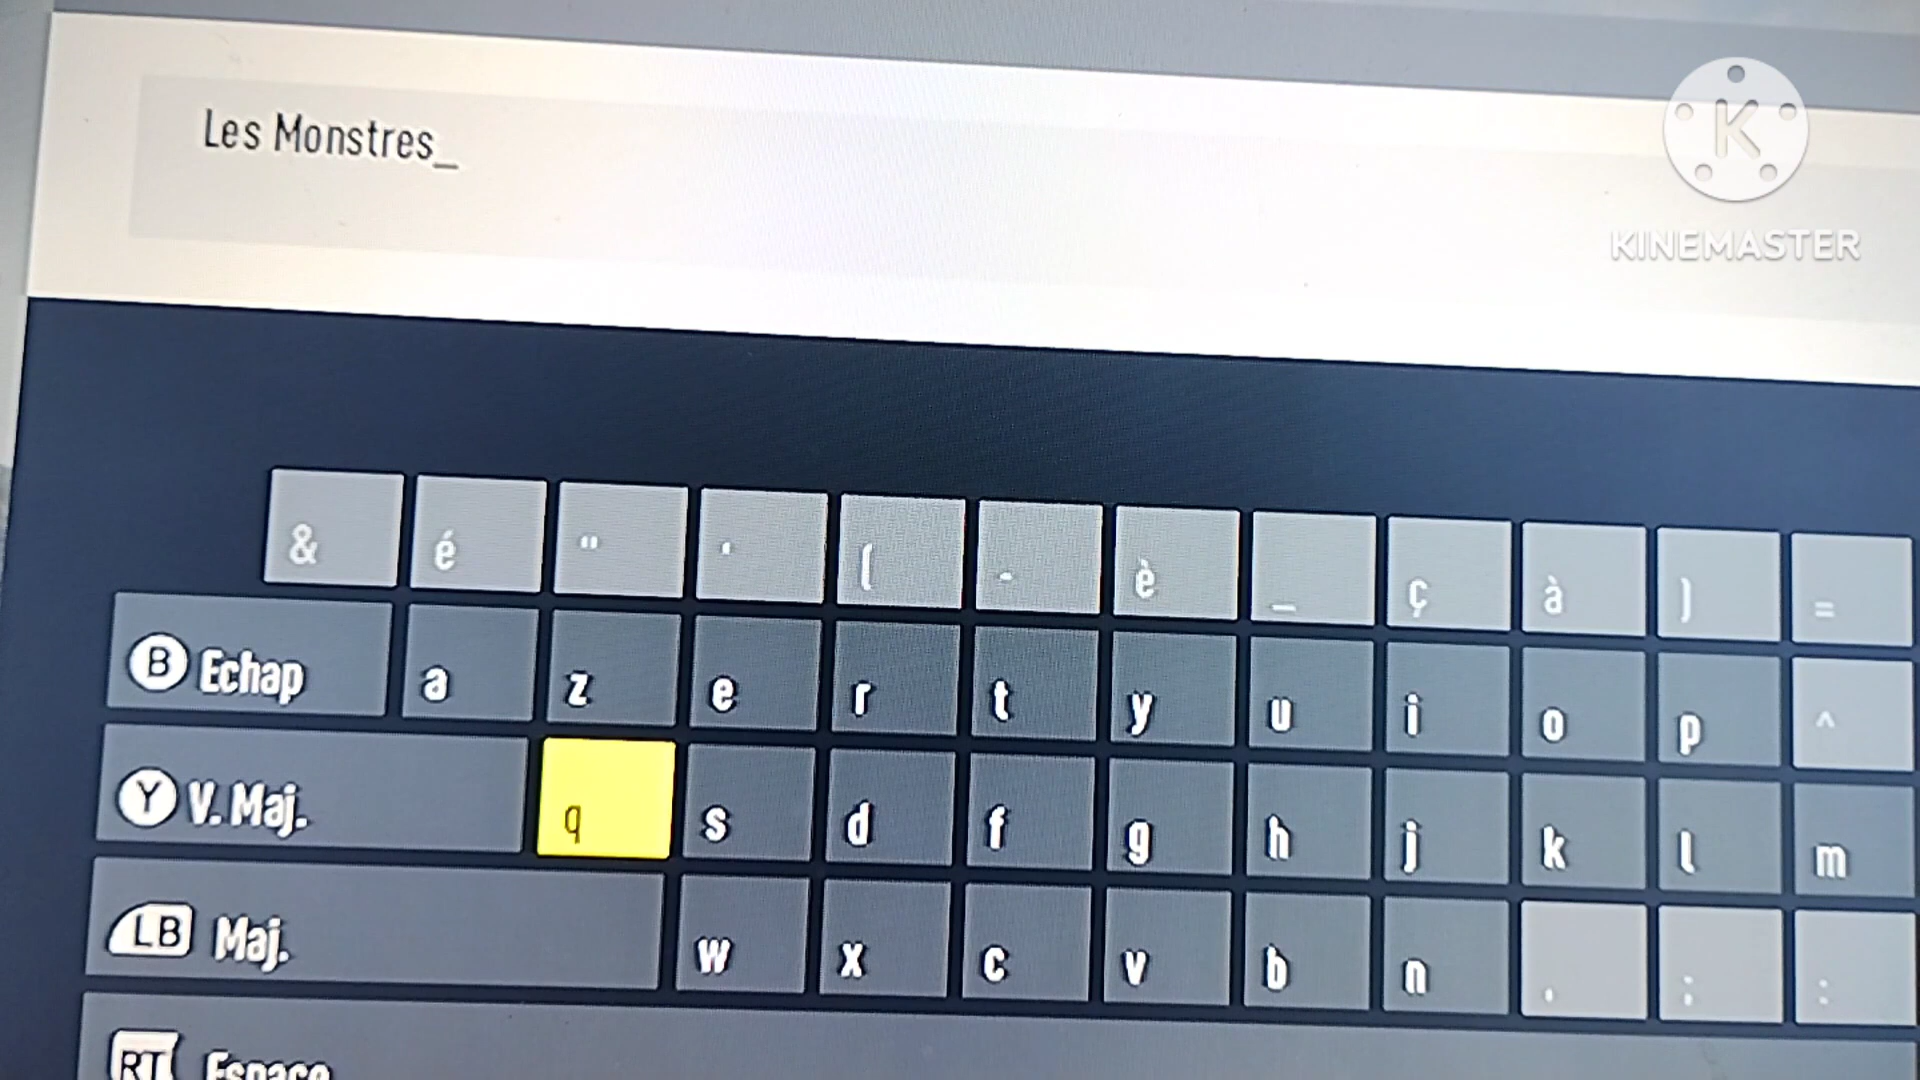 Les Monstres_
K
KINEMASTER
& é " ' ( - è _ ç à ) =
B Echap a z e r t y u i o p ^
Y V. Maj. q s d f g h j k l m
LB Maj. w x c v b n , ; :
RT Espace